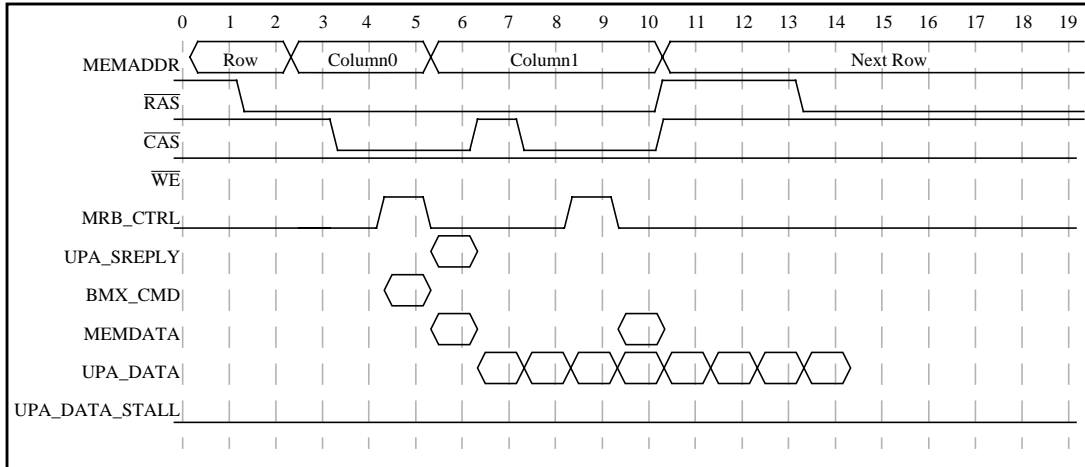 0 1 2 3 4 5 6 7 8 9 10 11 12 13 14 15 16 17 18 19
MEMADDR Row Column0 Column1 Next Row
RAS
CAS
WE
MRB_CTRL
UPA_SREPLY
BMX_CMD
MEMDATA
UPA_DATA
UPA_DATA_STALL